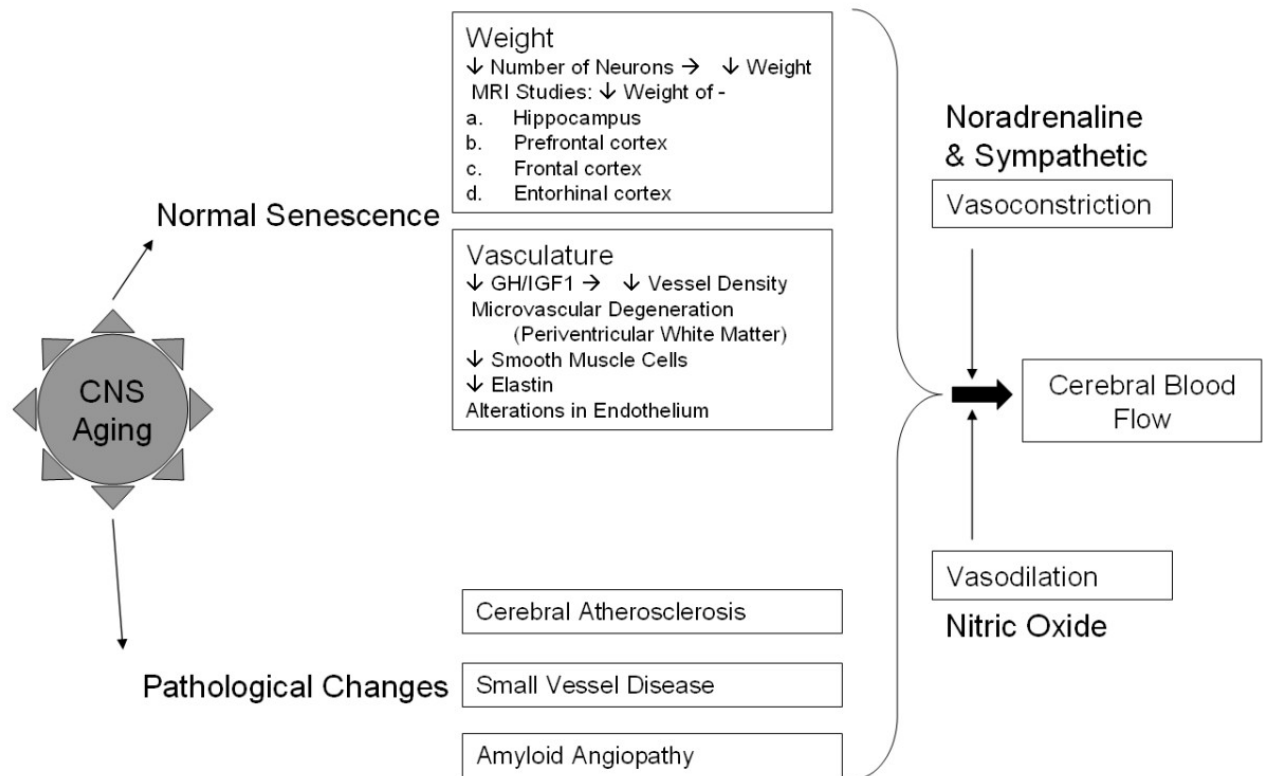 CNS
Aging
Normal Senescence
Weight
↓ Number of Neurons → ↓ Weight
MRI Studies: ↓ Weight of -
a. Hippocampus
b. Prefrontal cortex
c. Frontal cortex
d. Entorhinal cortex
Vasculature
↓ GH/IGF1 → ↓ Vessel Density
Microvascular Degeneration
(Periventricular White Matter)
↓ Smooth Muscle Cells
↓ Elastin
Alterations in Endothelium
Pathological Changes
Cerebral Atherosclerosis
Small Vessel Disease
Amyloid Angiopathy
Noradrenaline
& Sympathetic
Vasoconstriction
Cerebral Blood
Flow
Vasodilation
Nitric Oxide